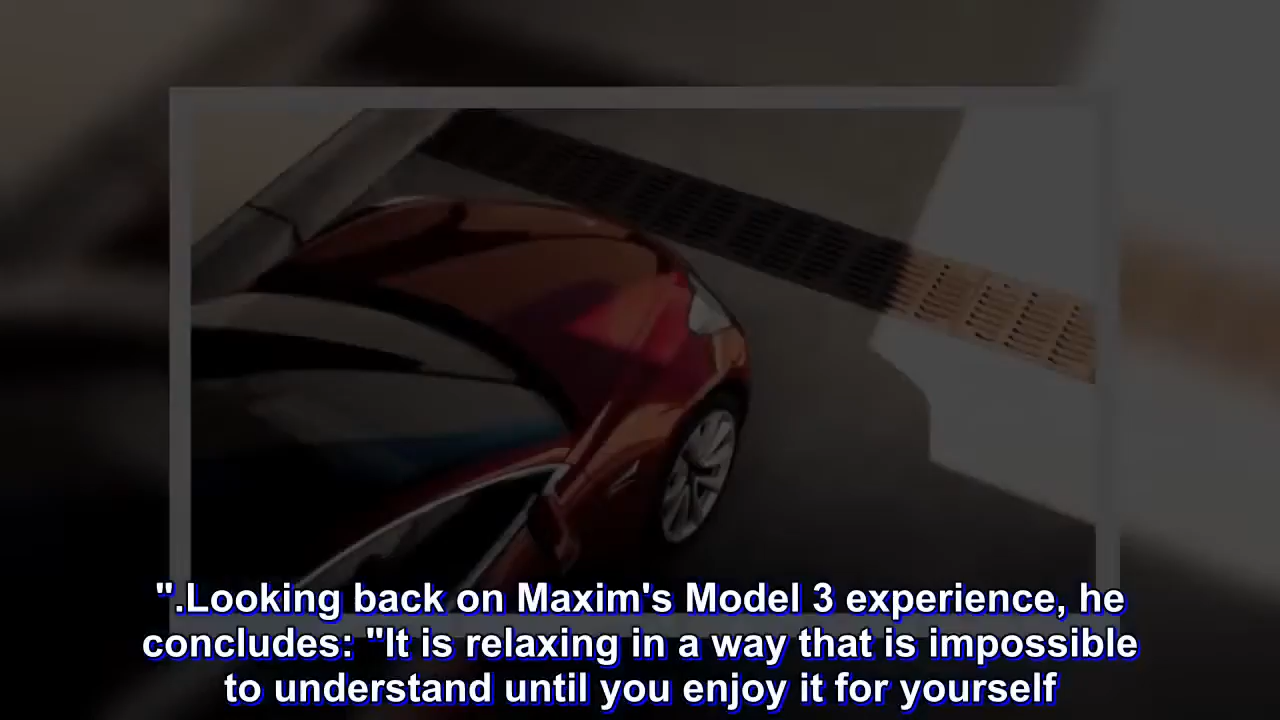 ".Looking back on Maxim's Model 3 experience, he
concludes: "It is relaxing in a way that is impossible
to understand until you enjoy it for yourself